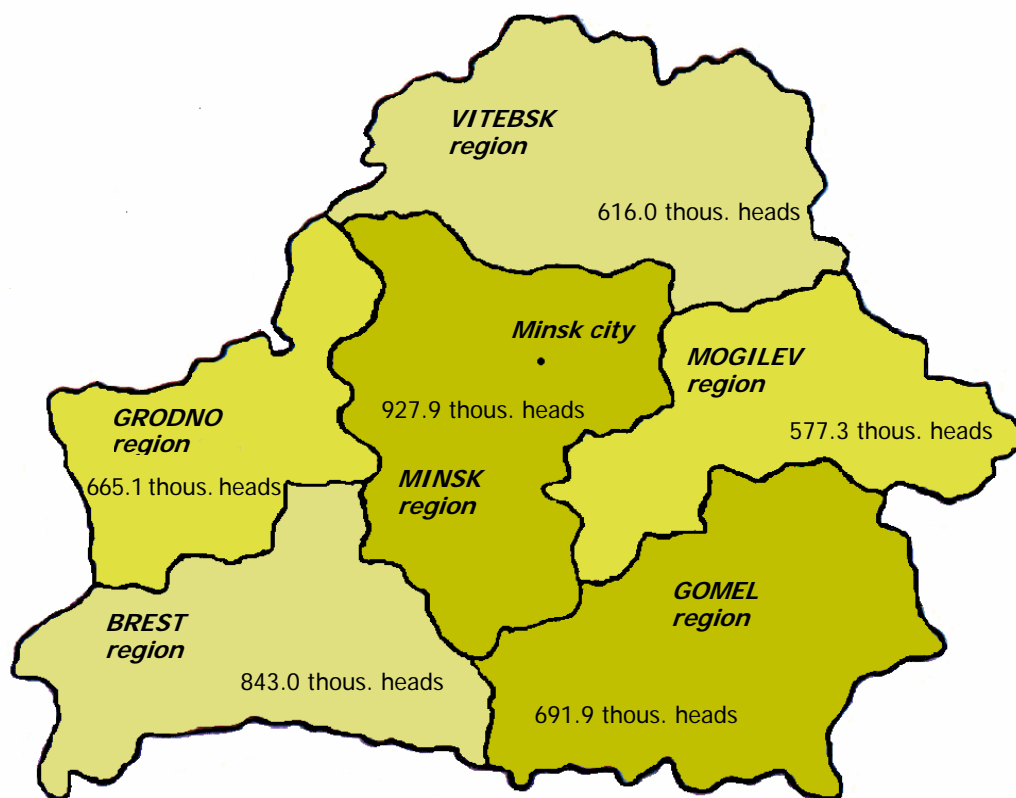 VITEBSK
region
616.0 thous. heads
Minsk city
MOGILEV
region
927.9 thous. heads
GRODNO
region
577.3 thous. heads
665.1 thous. heads
MINSK
region
GOMEL
region
BREST
region
843.0 thous. heads
691.9 thous. heads